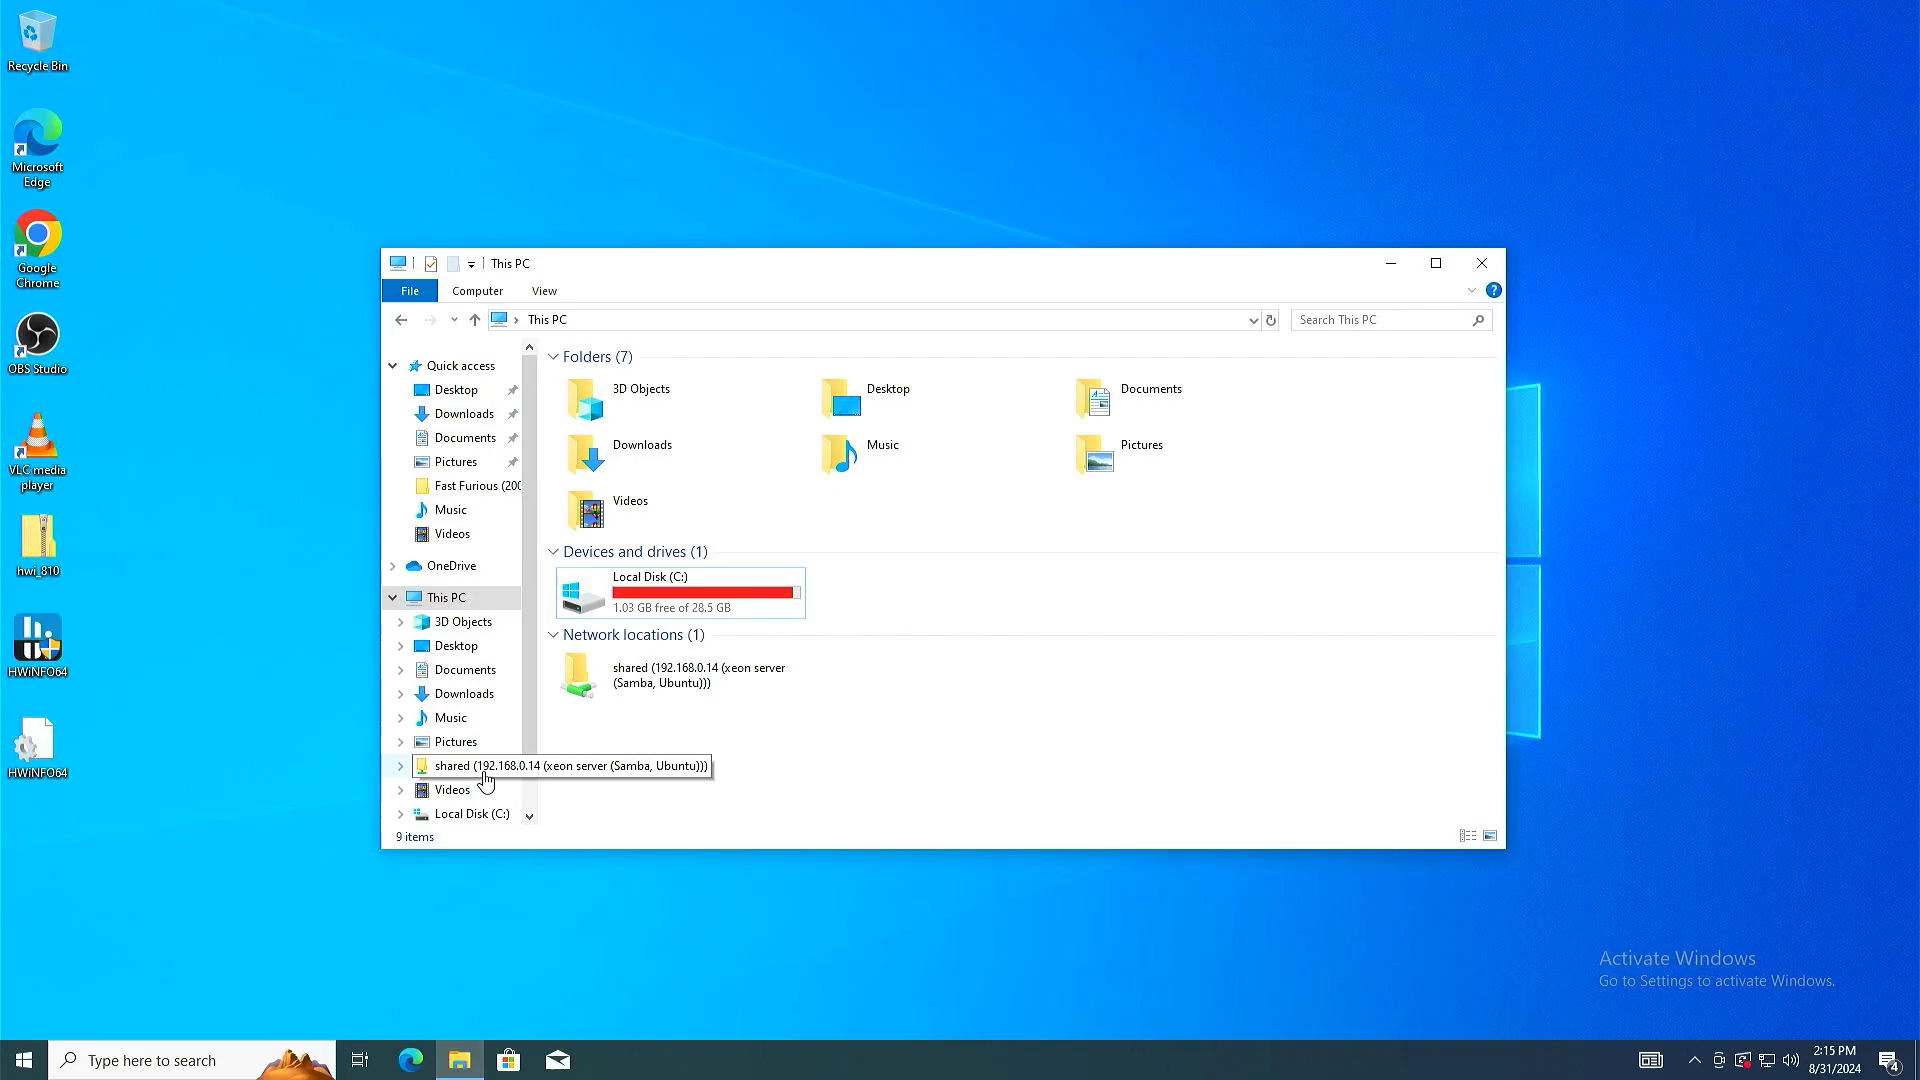 Recycle Bin
Microsoft
Edge
Google
Chrome
OBS Studio
VLC media
player
hwi_810
HWiNFO64
HWiNFO64
This PC
File
Computer
View
This PC
Search This PC
Quick access
Desktop
Downloads
Documents
Pictures
Fast Furious (200
Music
Videos
OneDrive
This PC
3D Objects
Desktop
Documents
Downloads
Music
Pictures
shared (192.168.0.14 (xeon server (Samba, Ubuntu)))
Videos
Local Disk (C:)
Folders (7)
3D Objects
Desktop
Documents
Downloads
Music
Pictures
Videos
Devices and drives (1)
Local Disk (C:)
1.03 GB free of 28.5 GB
Network locations (1)
shared (192.168.0.14 (xeon server
(Samba, Ubuntu)))
9 items
Activate Windows
Go to Settings to activate Windows.
Type here to search
2:15 PM
8/31/2024
4